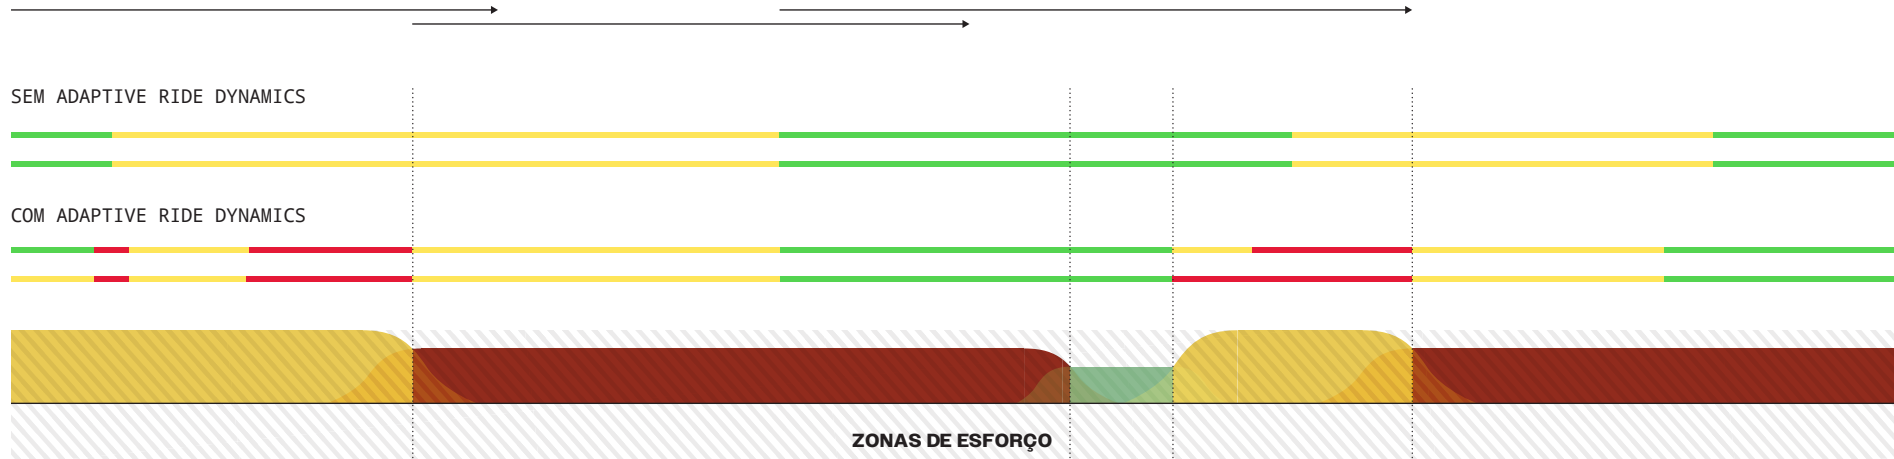 SEM ADAPTIVE RIDE DYNAMICS
COM ADAPTIVE RIDE DYNAMICS
ZONAS DE ESFORÇO